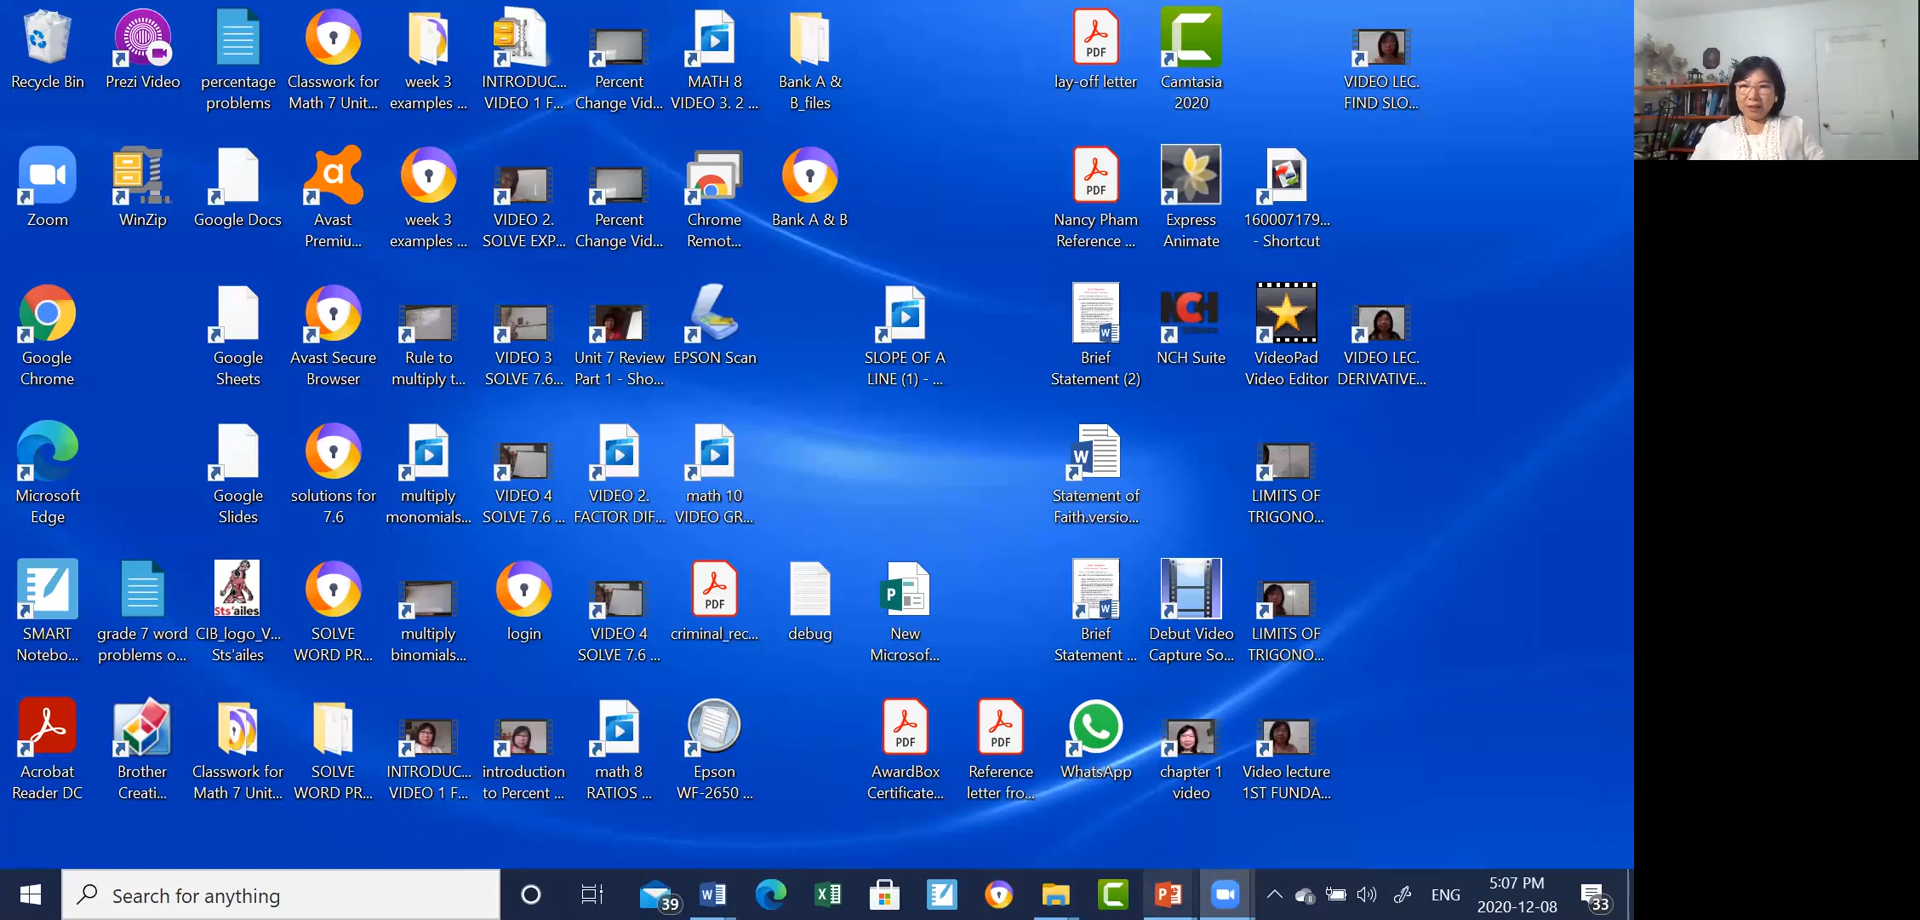 Recycle Bin
Prezi Video
percentage
problems
Classwork for
Math 7 Unit...
week 3
examples ...
INTRODUC...
VIDEO 1 F...
Percent
Change Vid...
MATH 8
VIDEO 3. 2 ...
Bank A &
B_files
PDF
lay-off letter
Camtasia
2020
VIDEO LEC.
FIND SLO...
Zoom
WinZip
Google Docs
Avast
Premiu...
week 3
examples ...
VIDEO 2.
SOLVE EXP...
Percent
Change Vid...
Chrome
Remot...
Bank A & B
PDF
Nancy Pham
Reference ...
Express
Animate
160007179...
- Shortcut
Google
Chrome
Google
Sheets
Avast Secure
Browser
Rule to
multiply t...
VIDEO 3
SOLVE 7.6...
Unit 7 Review
Part 1 - Sho...
EPSON Scan
SLOPE OF A
LINE (1) - ...
Brief
Statement (2)
NCH
NCH Suite
VideoPad
Video Editor
VIDEO LEC.
DERIVATIVE...
Microsoft
Edge
Google
Slides
solutions for
7.6
multiply
monomials...
VIDEO 4
SOLVE 7.6 ...
VIDEO 2.
FACTOR DIF...
math 10
VIDEO GR...
Statement of
Faith.versio...
LIMITS OF
TRIGONO...
SMART
Notebo...
grade 7 word
problems o...
Sts'ailes
CIB_logo_V...
Sts'ailes
SOLVE
WORD PR...
multiply
binomials...
login
VIDEO 4
SOLVE 7.6 ...
PDF
criminal_rec...
debug
New
Microsof...
Brief
Statement ...
Debut Video
Capture So...
LIMITS OF
TRIGONO...
Acrobat
Reader DC
Brother
Creati...
Classwork for
Math 7 Unit...
SOLVE
WORD PR...
INTRODUC...
VIDEO 1 F...
introduction
to Percent ...
math 8
RATIOS ...
Epson
WF-2650 ...
PDF
AwardBox
Certificate...
PDF
Reference
letter fro...
WhatsApp
chapter 1
video
Video lecture
1ST FUNDA...
Search for anything
39
ENG
5:07 PM
2020-12-08
33